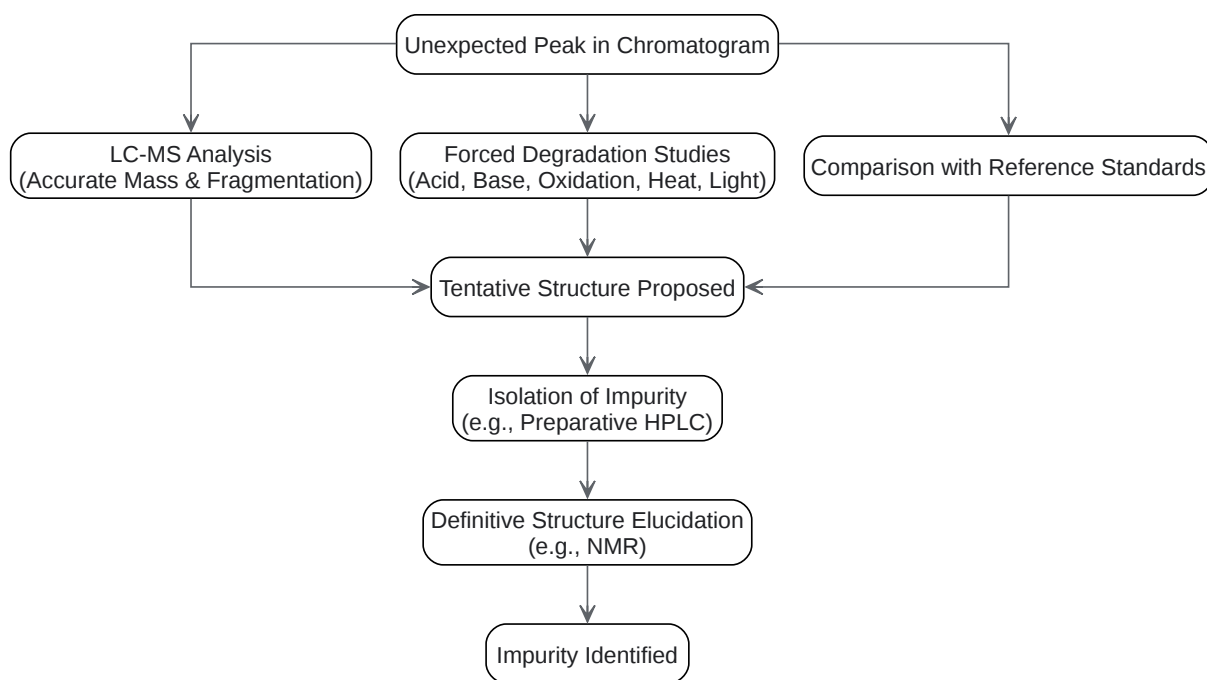 Unexpected Peak in Chromatogram
LC-MS Analysis
(Accurate Mass & Fragmentation)
Forced Degradation Studies
(Acid, Base, Oxidation, Heat, Light)
Comparison with Reference Standards
Tentative Structure Proposed
Isolation of Impurity
(e.g., Preparative HPLC)
Definitive Structure Elucidation
(e.g., NMR)
Impurity Identified